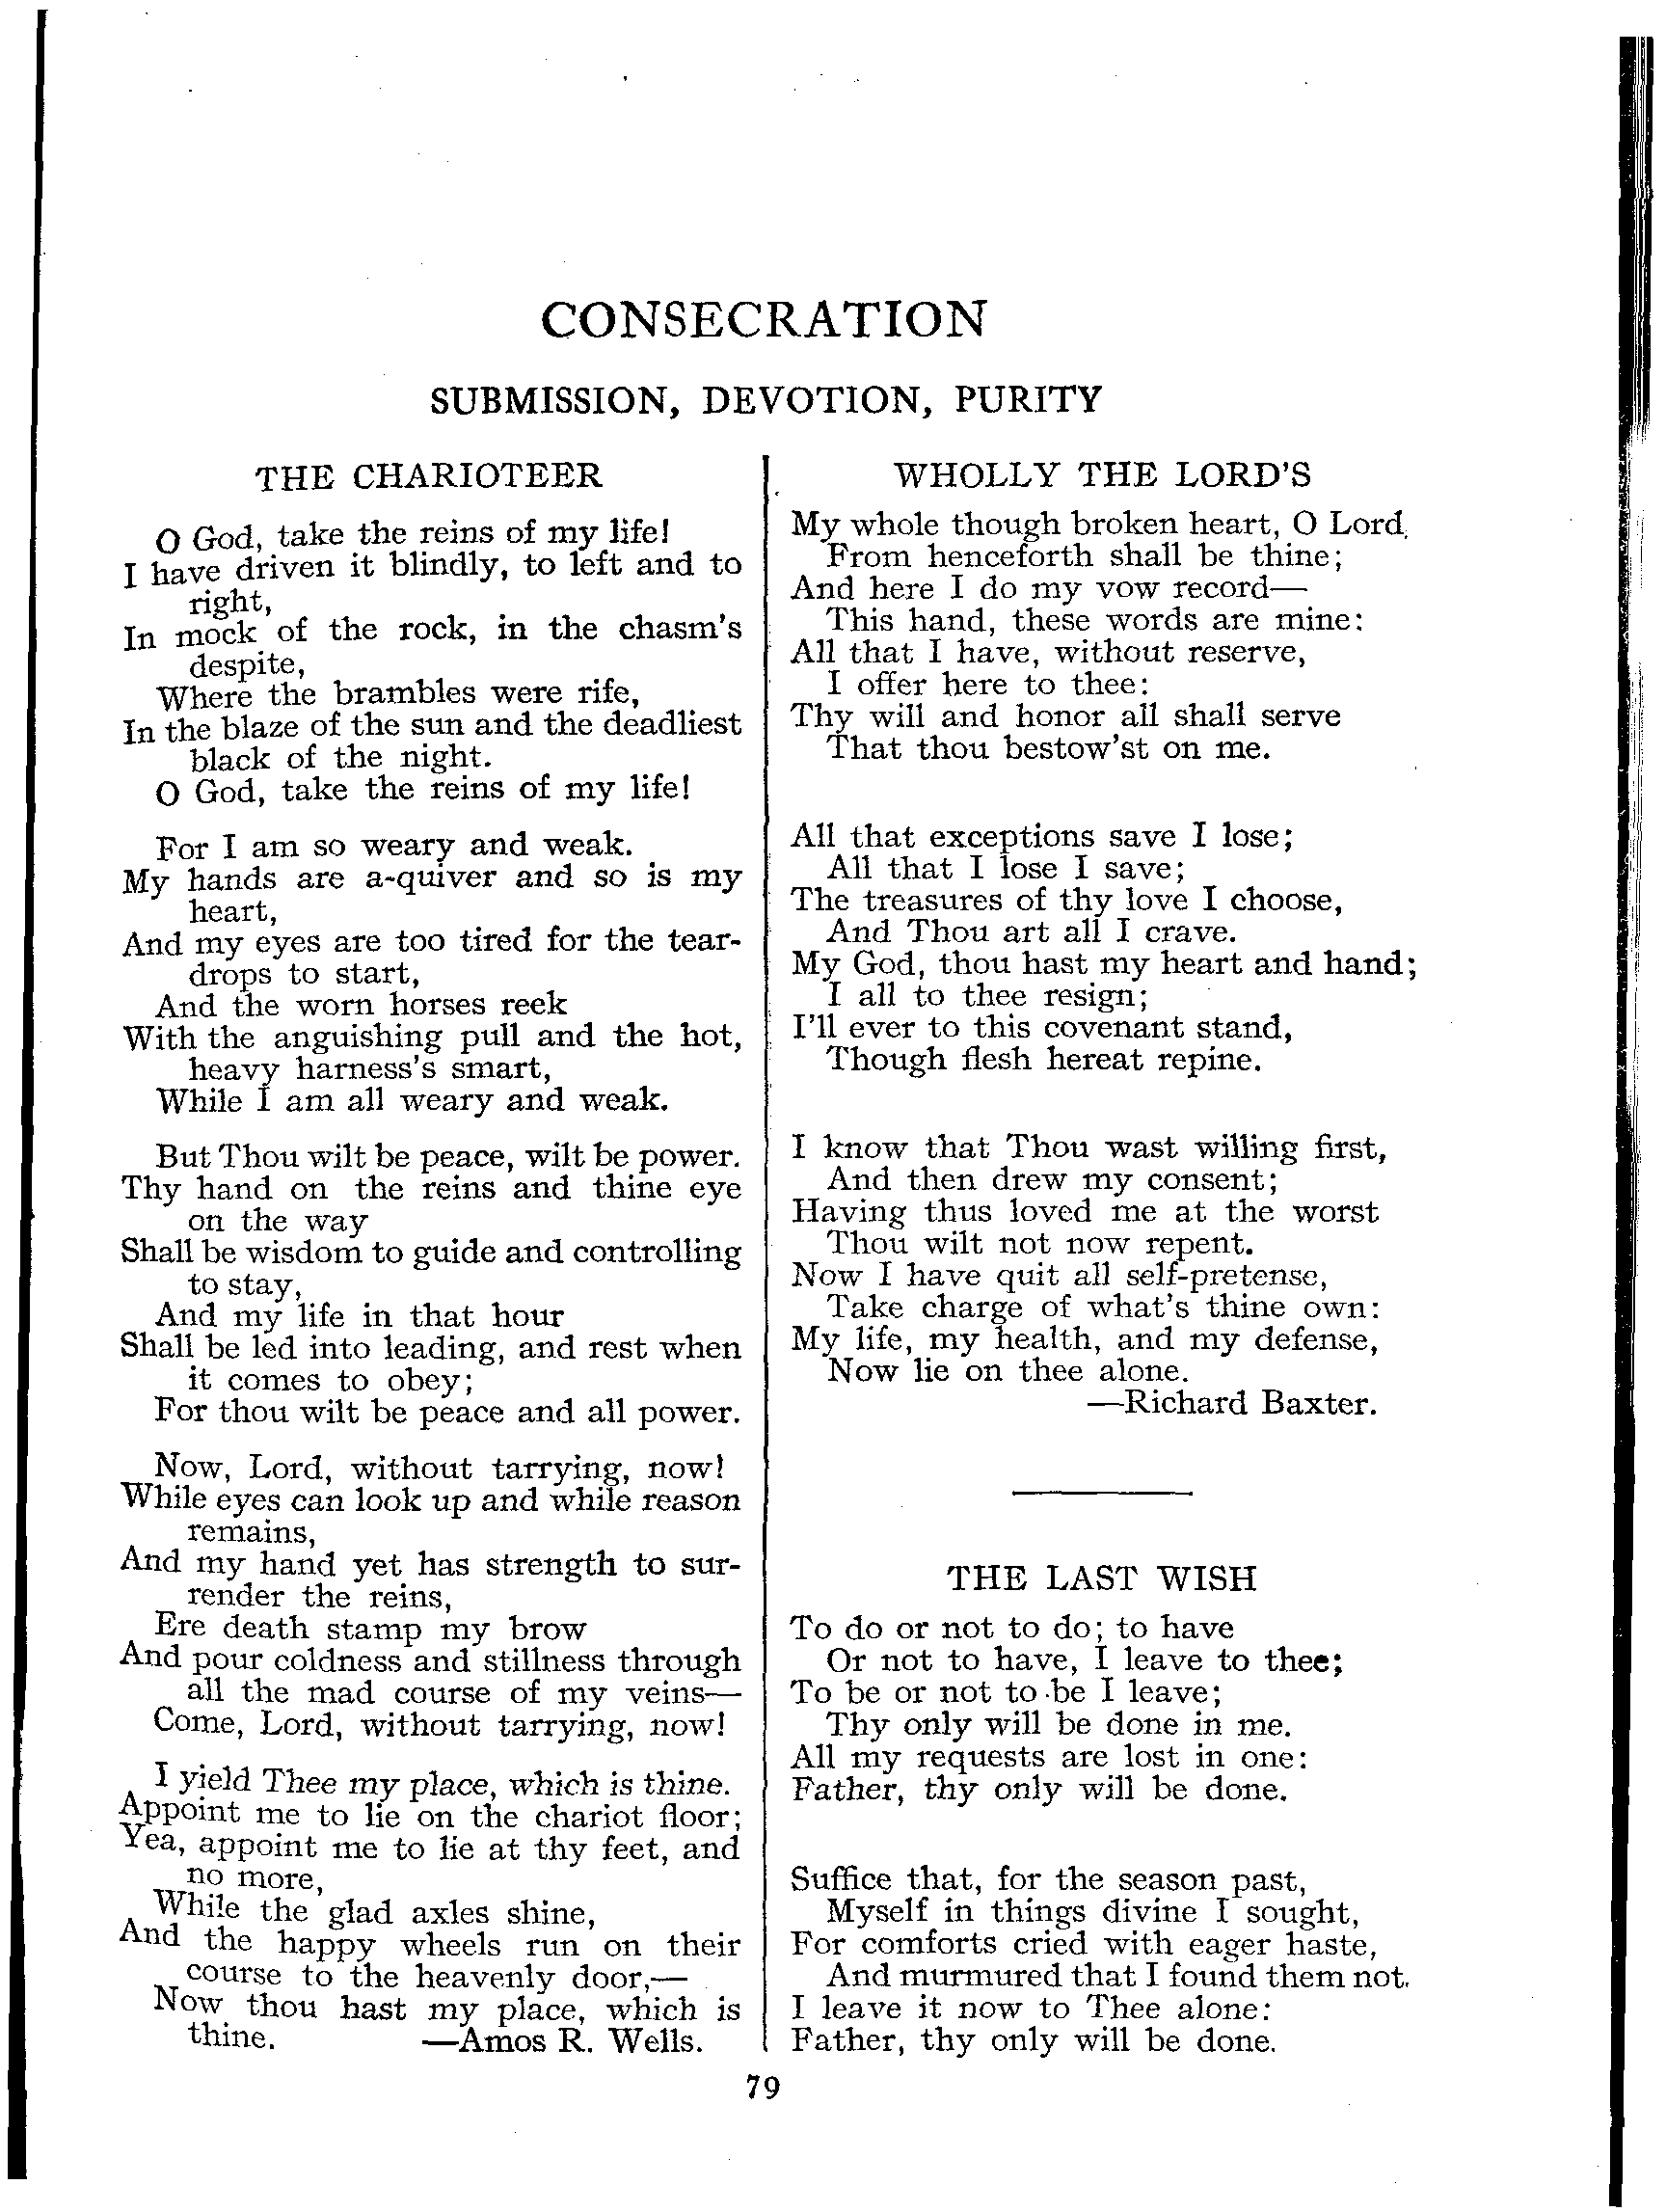 CONSECRATION
SUBMISSION, DEVOTION, PURITY
THE CHARIOTEER
O God, take the reins of my life!
I have driven it blindly, to left and to
right,
In mock of the rock, in the chasm's
despite,
Where the brambles were rife,
In the blaze of the sun and the deadliest
black of the night.
O God, take the reins of my life!
For I am so weary and weak.
My hands are a-quiver and so is my
heart,
And my eyes are too tired for the tear-
drops to start,
And the worn horses reek
With the anguishing pull and the hot,
heavy harness's smart,
While I am all weary and weak.
But Thou wilt be peace, wilt be power.
Thy hand on the reins and thine eye
on the way
Shall be wisdom to guide and controlling
to stay,
And my life in that hour
Shall be led into leading, and rest when
it comes to obey;
For thou wilt be peace and all power.
Now, Lord, without tarrying, now!
While eyes can look up and while reason
remains,
And my hand yet has strength to sur-
render the reins,
Ere death stamp my brow
And pour coldness and stillness through
all the mad course of my veins—
Come, Lord, without tarrying, now!
I yield Thee my place, which is thine.
Appoint me to lie on the chariot floor;
Yea, appoint me to lie at thy feet, and
no more,
While the glad axles shine,
And the happy wheels run on their
course to the heavenly door,—
Now thou hast my place, which is
thine. —Amos R. Wells.
WHOLLY THE LORD'S
My whole though broken heart, O Lord,
From henceforth shall be thine;
And here I do my vow record—
This hand, these words are mine:
All that I have, without reserve,
I offer here to thee:
Thy will and honor all shall serve
That thou bestow'st on me.
All that exceptions save I lose;
All that I lose I save;
The treasures of thy love I choose,
And Thou art all I crave.
My God, thou hast my heart and hand;
I all to thee resign;
I'll ever to this covenant stand,
Though flesh hereat repine.
I know that Thou wast willing first,
And then drew my consent;
Having thus loved me at the worst
Thou wilt not now repent.
Now I have quit all self-pretense,
Take charge of what's thine own:
My life, my health, and my defense,
Now lie on thee alone.
—Richard Baxter.
THE LAST WISH
To do or not to do; to have
Or not to have, I leave to thee;
To be or not to be I leave;
Thy only will be done in me.
All my requests are lost in one:
Father, thy only will be done.
Suffice that, for the season past,
Myself in things divine I sought,
For comforts cried with eager haste,
And murmured that I found them not.
I leave it now to Thee alone:
Father, thy only will be done.
79